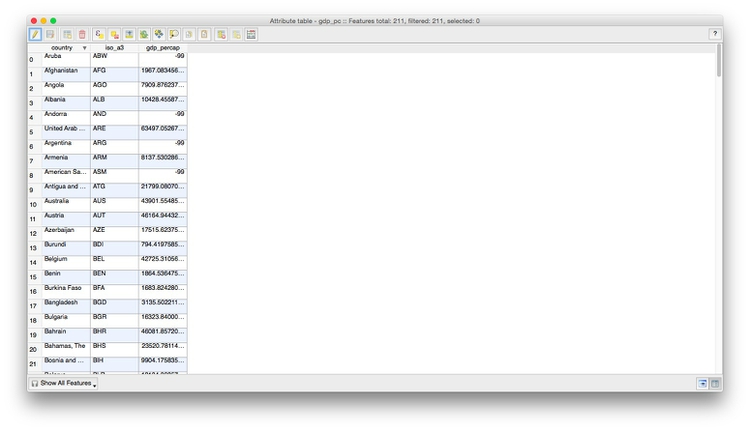 Attribute table - gdp_pc :: Features total: 211, filtered: 211, selected: 0
?
country iso_a3 gdp_percap
0 Aruba ABW -99
1 Afghanistan AFG 1967.083456...
2 Angola AGO 7909.876237...
3 Albania ALB 10428.45587...
4 Andorra AND -99
5 United Arab ... ARE 63497.05267...
6 Argentina ARG -99
7 Armenia ARM 8137.530286...
8 American Sa... ASM -99
9 Antigua and ... ATG 21799.08070...
10 Australia AUS 43901.55485...
11 Austria AUT 46164.94432...
12 Azerbaijan AZE 17515.62375...
13 Burundi BDI 794.4197585...
14 Belgium BEL 42725.31056...
15 Benin BEN 1864.536475...
16 Burkina Faso BFA 1683.824280...
17 Bangladesh BGD 3135.502211...
18 Bulgaria BGR 16323.84000...
19 Bahrain BHR 46081.85720...
20 Bahamas, The BHS 23520.78114...
21 Bosnia and ... BIH 9904.175835...
Show All Features